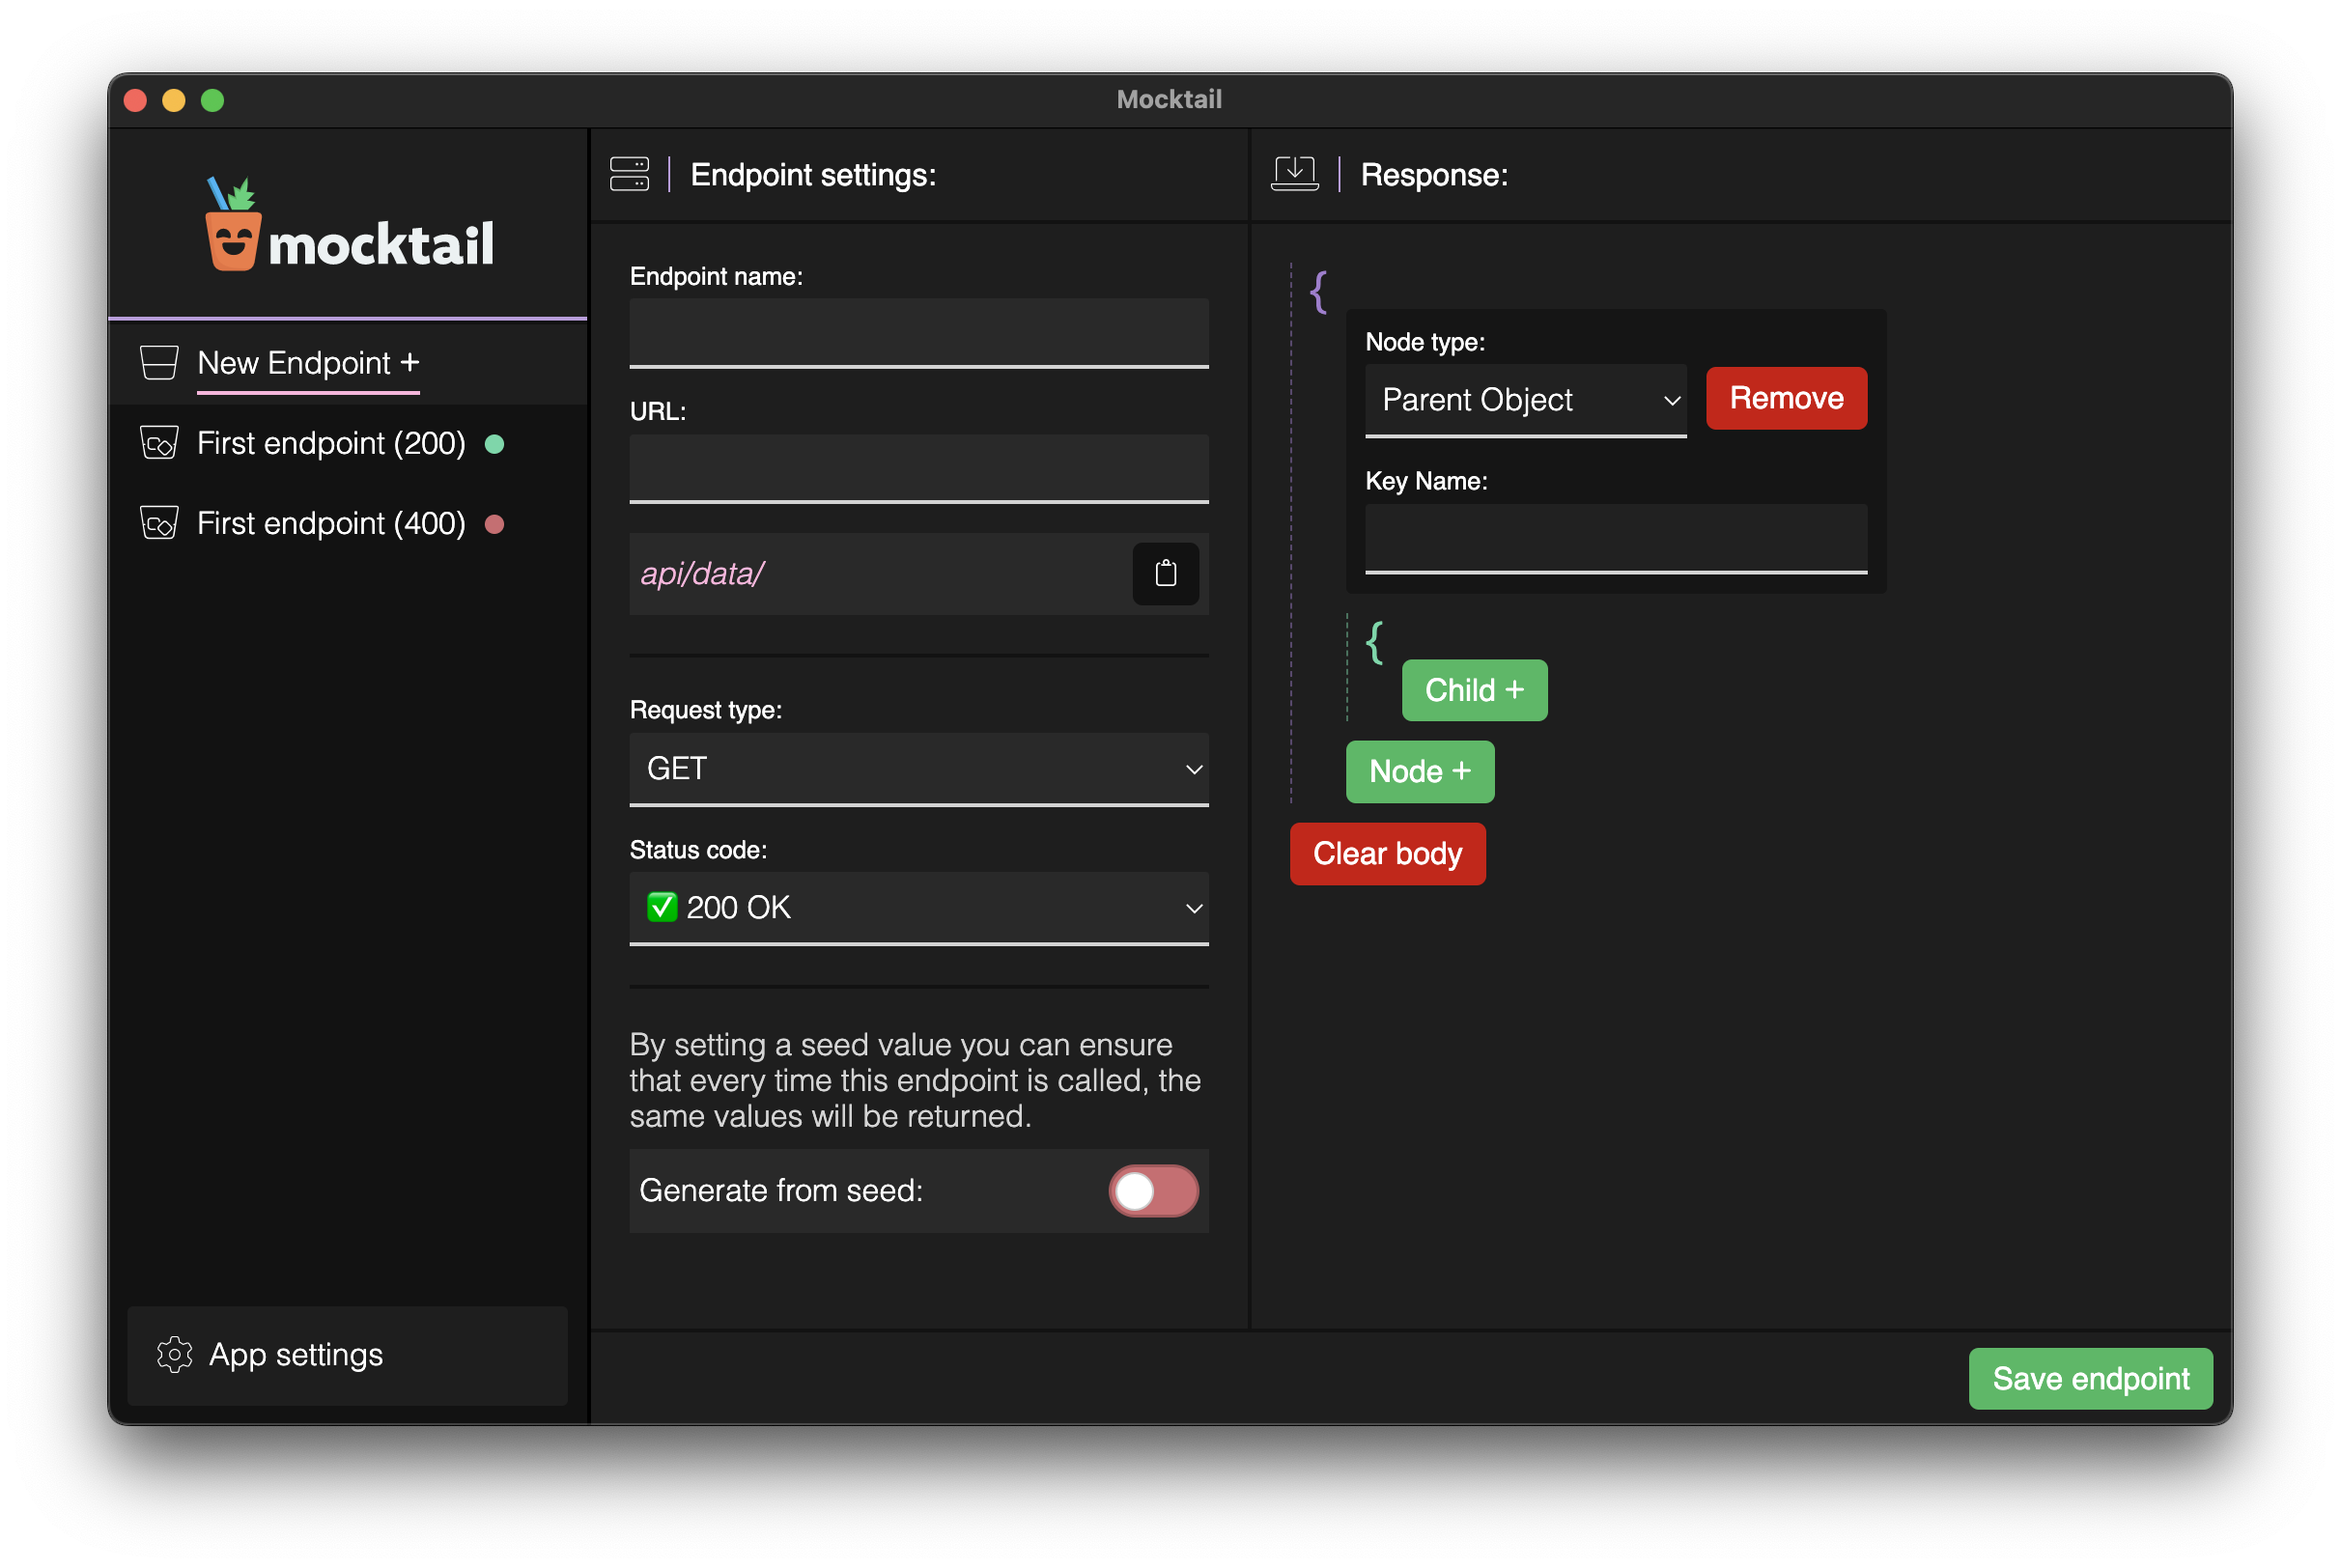 Mocktail
mocktail
New Endpoint +
First endpoint (200)
First endpoint (400)
App settings
Endpoint settings:
Endpoint name:
URL:
api/data/
Request type:
GET
Status code:
✅ 200 OK
By setting a seed value you can ensure
that every time this endpoint is called, the
same values will be returned.
Generate from seed:
Response:
{
Node type:
Parent Object
Remove
Key Name:
{
Child +
Node +
Clear body
Save endpoint